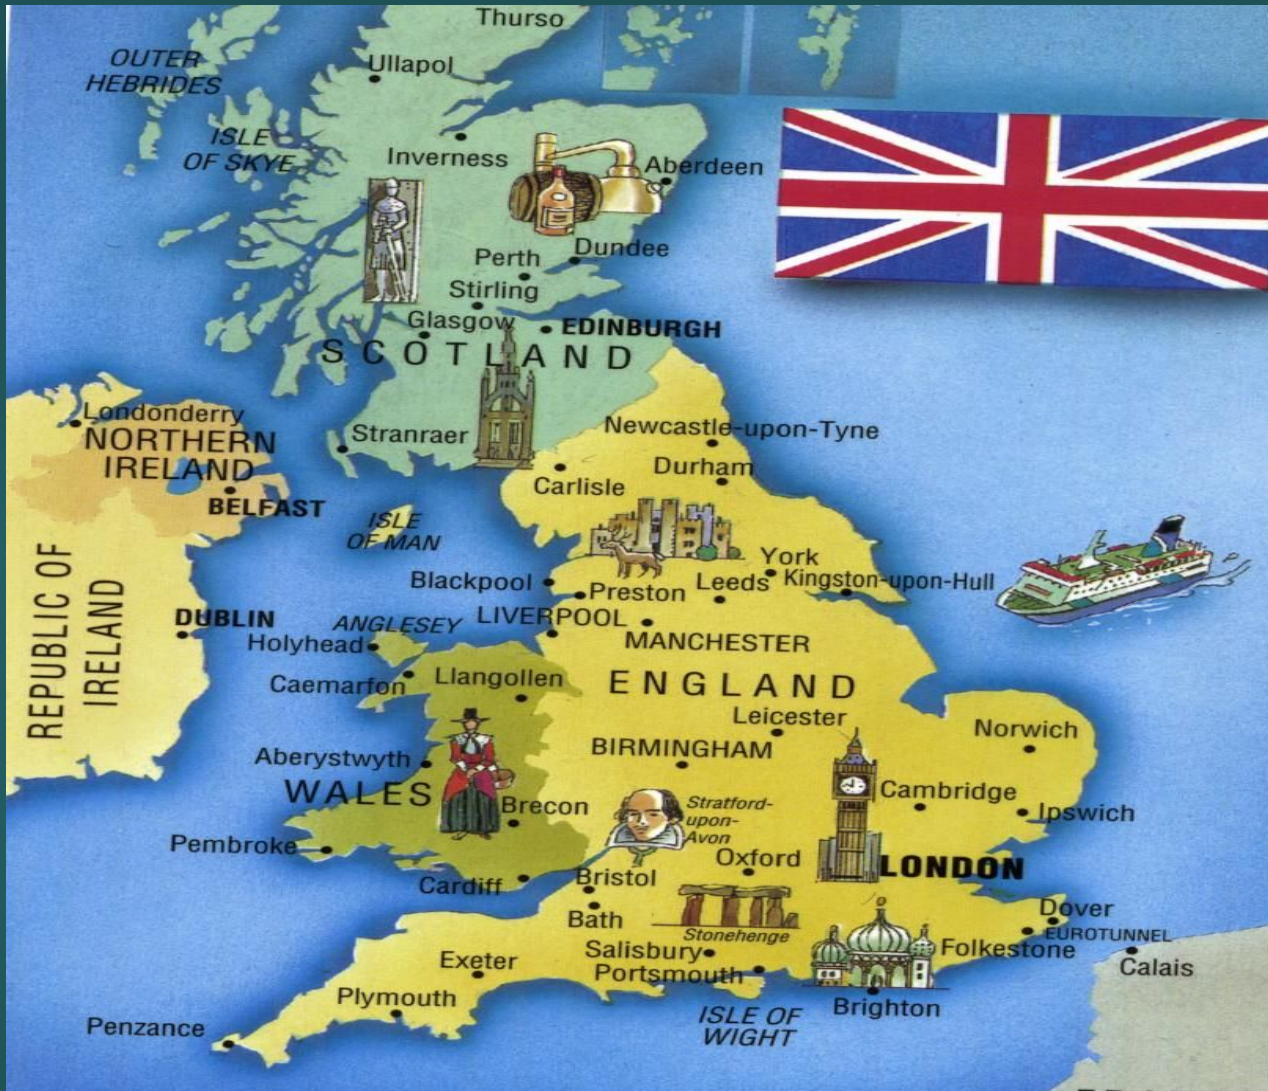 Thurso
OUTER
HEBRIDES
Ullapol
ISLE
OF SKYE
Inverness
Aberdeen
Perth
Dundee
Stirling
Glasgow
EDINBURGH
SCOTLAND
Londonderry
NORTHERN
IRELAND
BELFAST
Stranraer
Newcastle-upon-Tyne
Durham
Carlisle
ISLE
OF MAN
York
Blackpool
Preston
Leeds
Kingston-upon-Hull
REPUBLIC OF
IRELAND
DUBLIN
ANGLESEY
LIVERPOOL
MANCHESTER
Holyhead
Caemarfon
Llangollen
ENGLAND
Leicester
Norwich
BIRMINGHAM
Aberystwyth
WALES
Cambridge
Ipswich
Brecon
Stratford-
upon-
Avon
Pembroke
Oxford
LONDON
Cardiff
Bristol
Bath
Dover
Stonehenge
EUROTUNNEL
Salisbury
Folkestone
Exeter
Portsmouth
Calais
Plymouth
Brighton
ISLE OF
WIGHT
Penzance